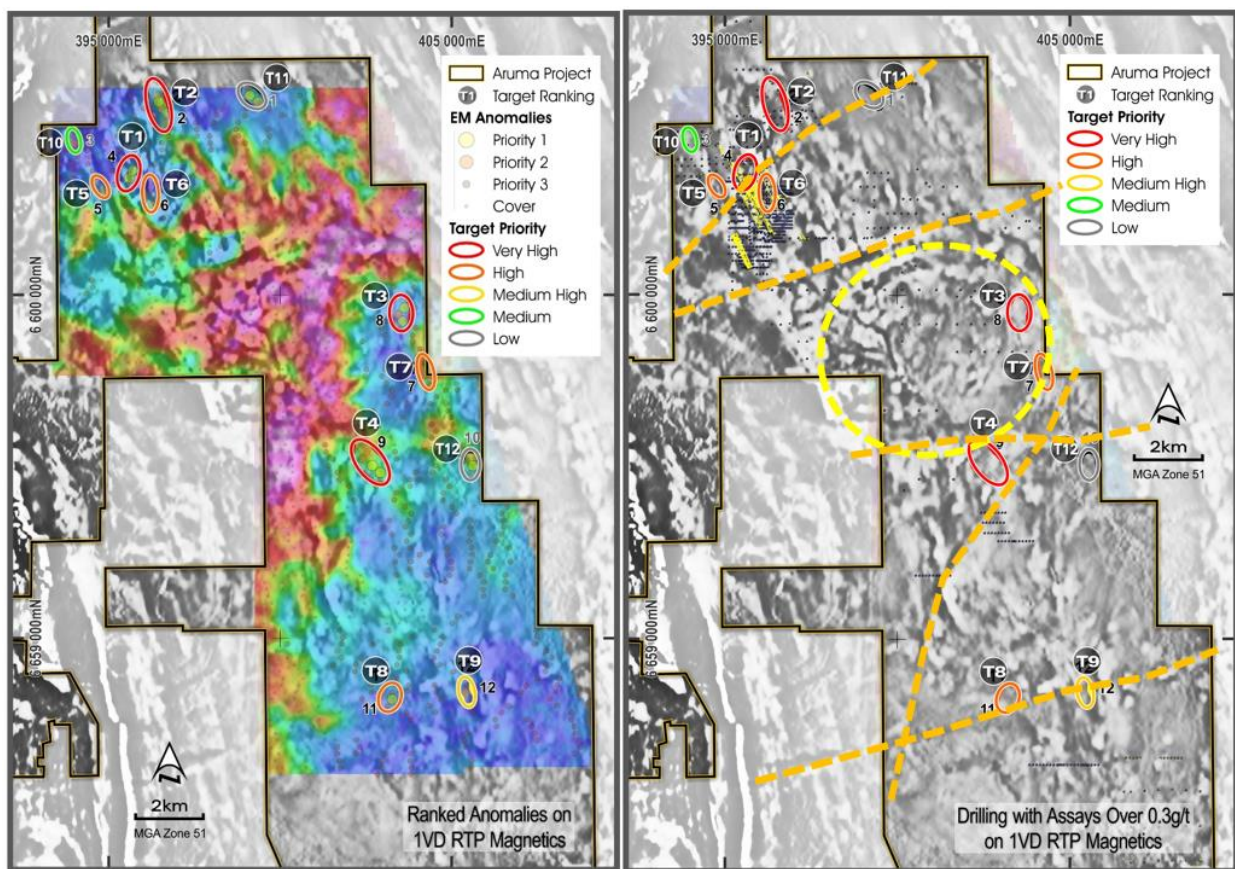 395 000mE
405 000mE
Aruma Project
T1 Target Ranking
EM Anomalies
Priority 1
Priority 2
Priority 3
Cover
Target Priority
Very High
High
Medium High
Medium
Low
T11
1
T2
2
T10
3
T1
4
T5
5
T6
6
6 600 000mN
T3
8
T7
7
T4
9
T12
10
6 659 000mN
T8
11
T9
12
2km
MGA Zone 51
Ranked Anomalies on
1VD RTP Magnetics
395 000mE
405 000mE
Aruma Project
T1 Target Ranking
Target Priority
Very High
High
Medium High
Medium
Low
T11
1
T2
2
T10
3
T1
4
T5
5
T6
6
6 600 000mN
T3
8
T7
7
T4
9
T12
2km
MGA Zone 51
6 659 000mN
T8
11
T9
12
Drilling with Assays Over 0.3g/t
on 1VD RTP Magnetics